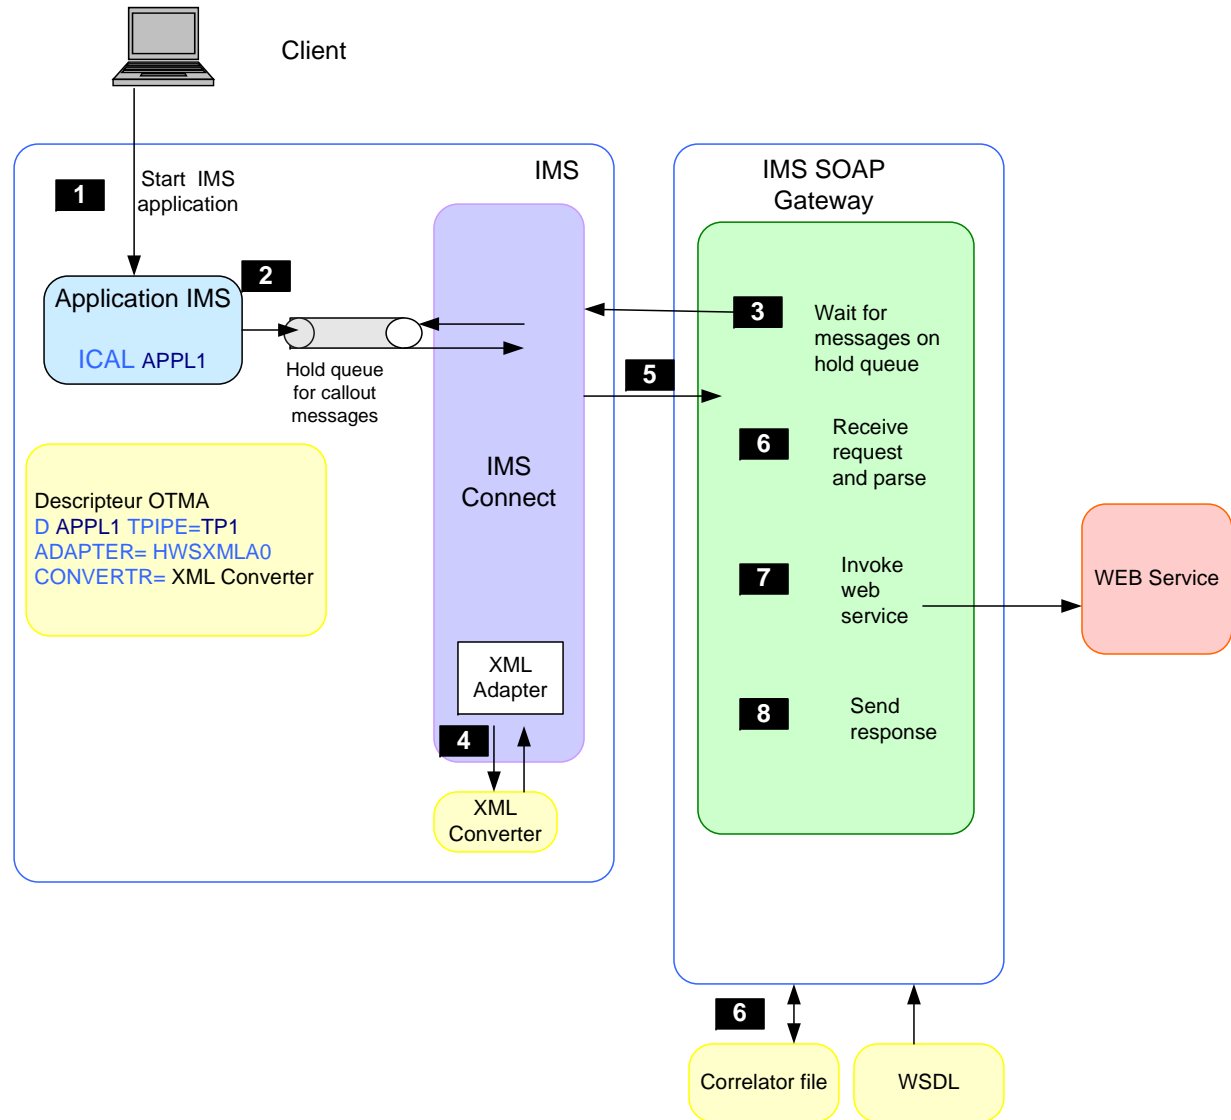 Client
1
Start IMS
application
IMS
2
Application IMS
ICAL APPL1
Hold queue
for callout
messages
Descripteur OTMA
D APPL1 TPIPE=TP1
ADAPTER= HWSXMLA0
CONVERTR= XML Converter
IMS
Connect
XML
Adapter
4
XML
Converter
5
IMS SOAP
Gateway
3
Wait for
messages on
hold queue
6
Receive
request
and parse
7
Invoke
web
service
8
Send
response
WEB Service
6
Correlator file
WSDL